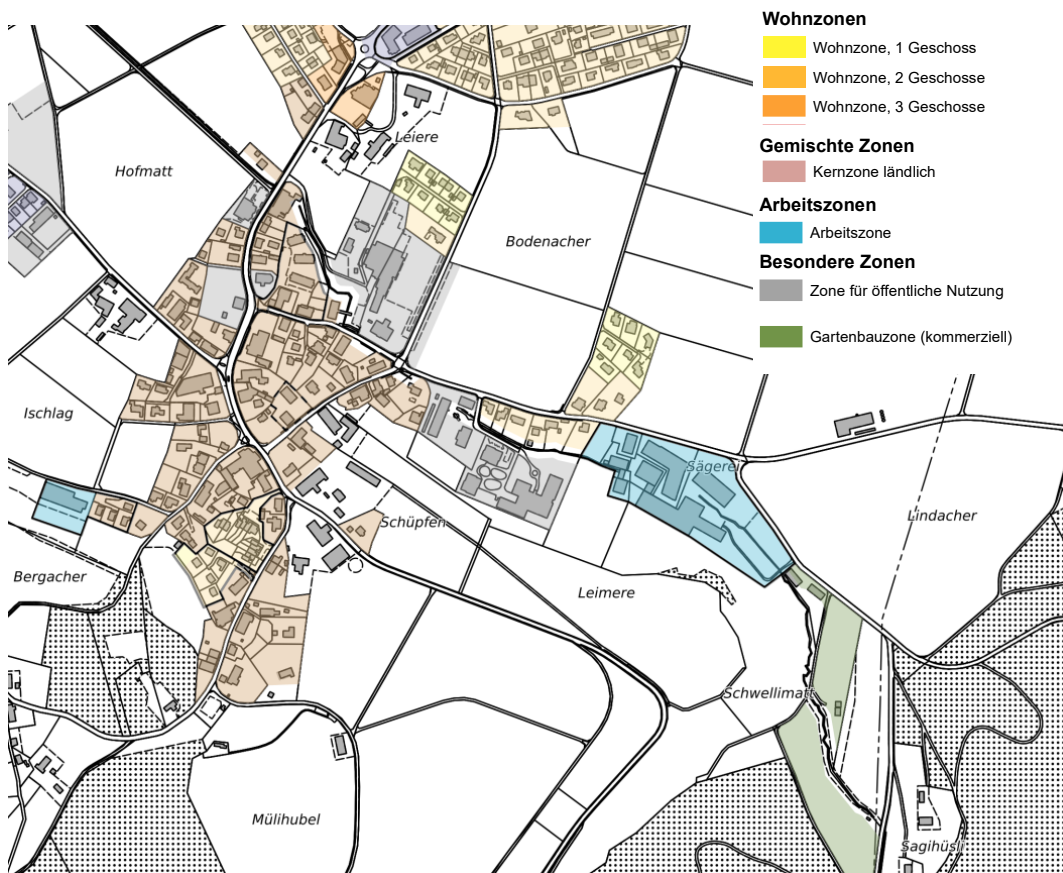 Wohnzonen
Wohnzone, 1 Geschoss
Wohnzone, 2 Geschosse
Wohnzone, 3 Geschosse
Gemischte Zonen
Kernzone ländlich
Arbeitszonen
Arbeitszone
Besondere Zonen
Zone für öffentliche Nutzung
Gartenbauzone (kommerziell)
Leiere
Hofmatt
Bodenacher
Ischlag
Sägerei
Lindacher
Schüpfen
Bergacher
Leimere
Schwellimatt
Mülihubel
Sagihüsli